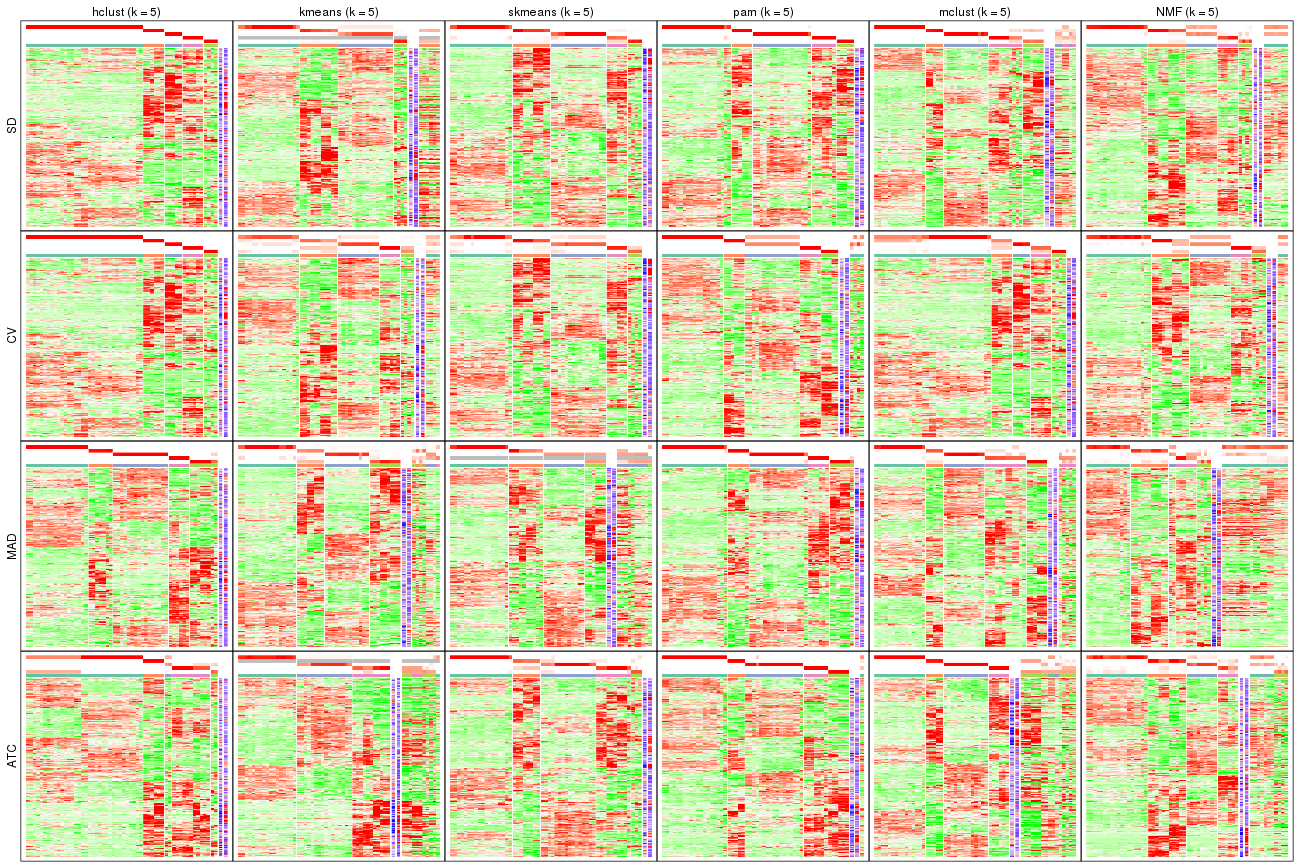 hclust (k = 5) kmeans (k = 5) skmeans (k = 5) pam (k = 5) mclust (k = 5) NMF (k = 5)
SD
CV
MAD
ATC